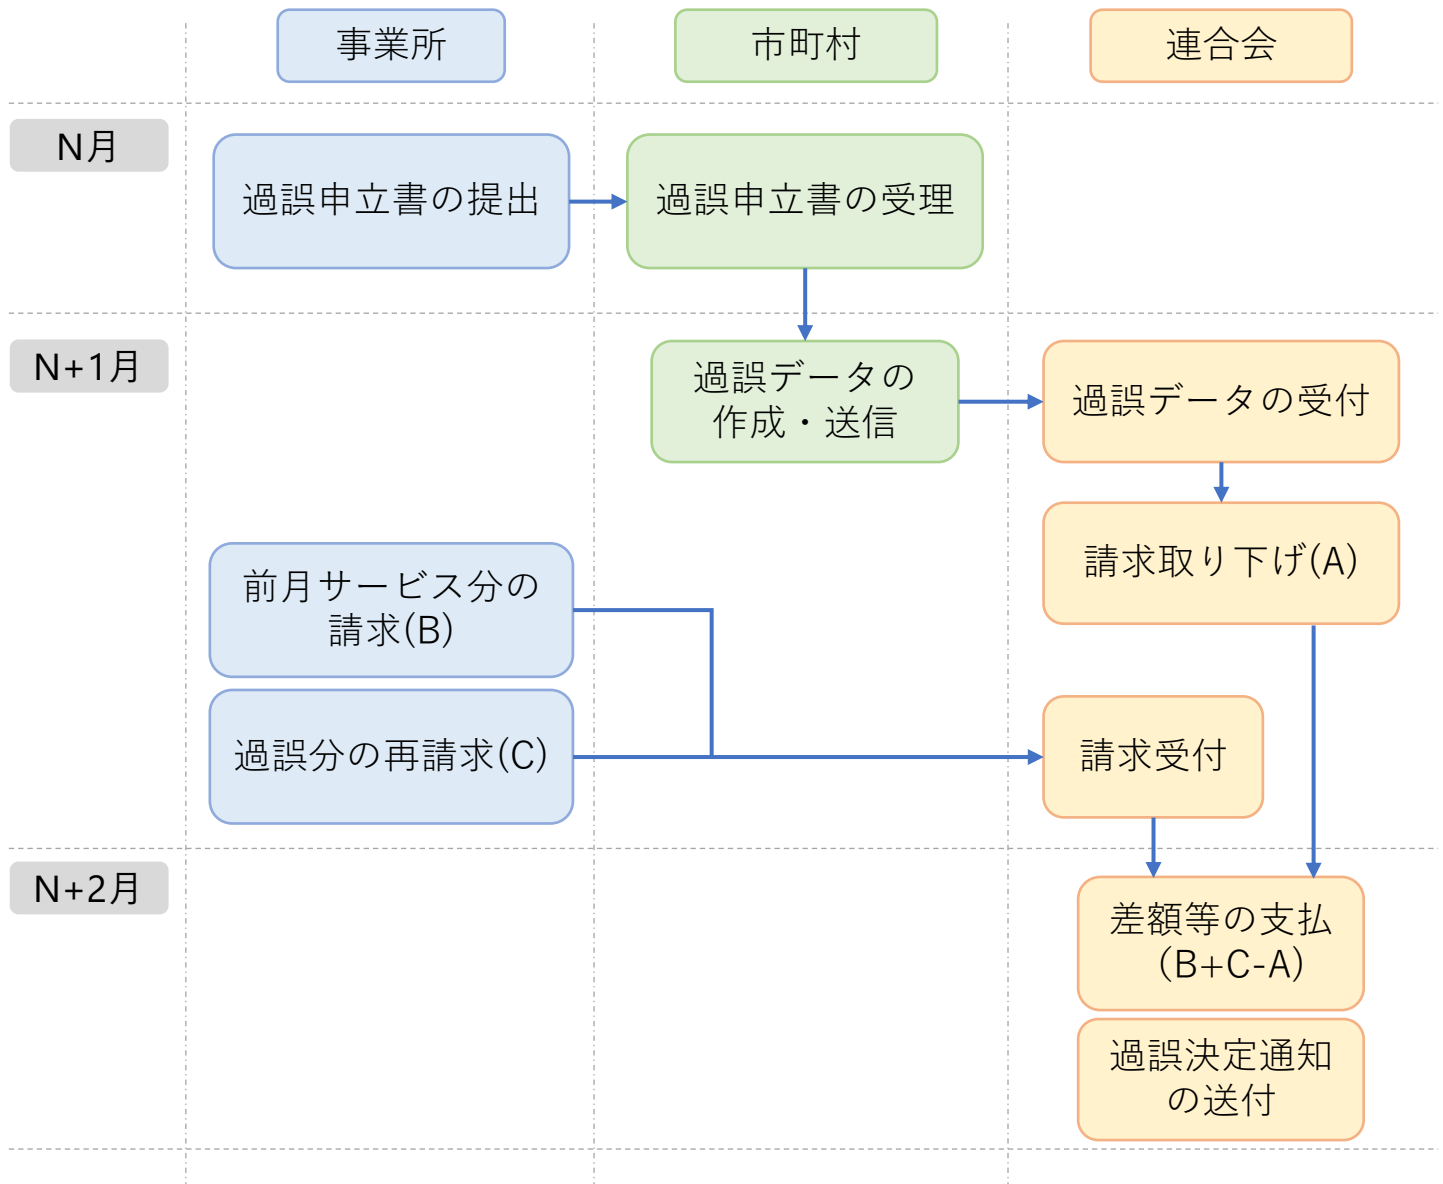 事業所
市町村
連合会
N月
過誤申立書の提出
過誤申立書の受理
N+1月
過誤データの
作成・送信
過誤データの受付
請求取り下げ(A)
前月サービス分の
請求(B)
過誤分の再請求(C)
請求受付
N+2月
差額等の支払
(B+C-A)
過誤決定通知
の送付